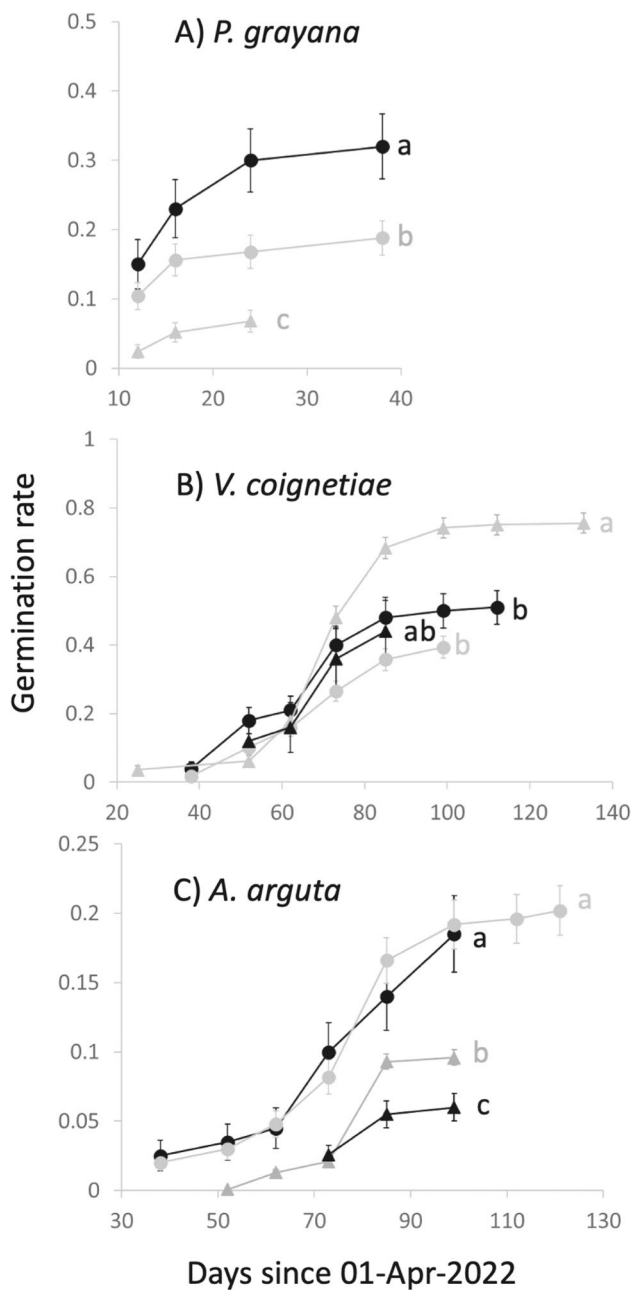 A) P. grayana
0.5
0.4
0.3
0.2
0.1
0
a
b
c
10 20 30 40
B) V. coignetiae
1
0.8
0.6
0.4
0.2
0
a
b
ab
b
20 40 60 80 100 120 140
Germination rate
C) A. arguta
0.25
0.2
0.15
0.1
0.05
0
a
a
b
c
30 50 70 90 110 130
Days since 01-Apr-2022